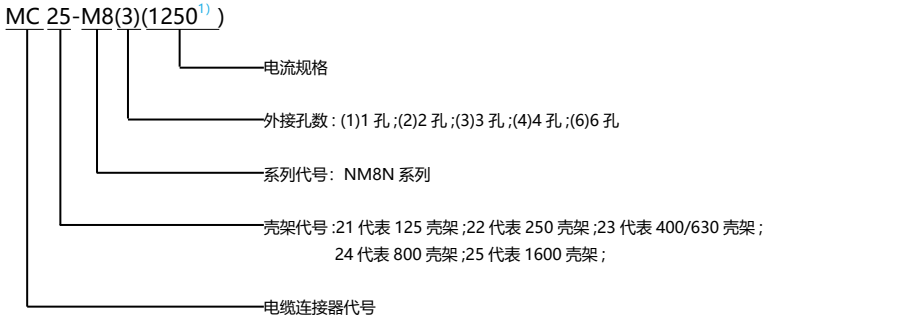 MC 25-M8(3)(1250¹⁾)
电流规格
外接孔数:(1)1 孔;(2)2 孔;(3)3 孔;(4)4 孔;(6)6 孔
系列代号：NM8N 系列
壳架代号:21 代表 125 壳架;22 代表 250 壳架;23 代表 400/630 壳架;
24 代表 800 壳架;25 代表 1600 壳架;
电缆连接器代号